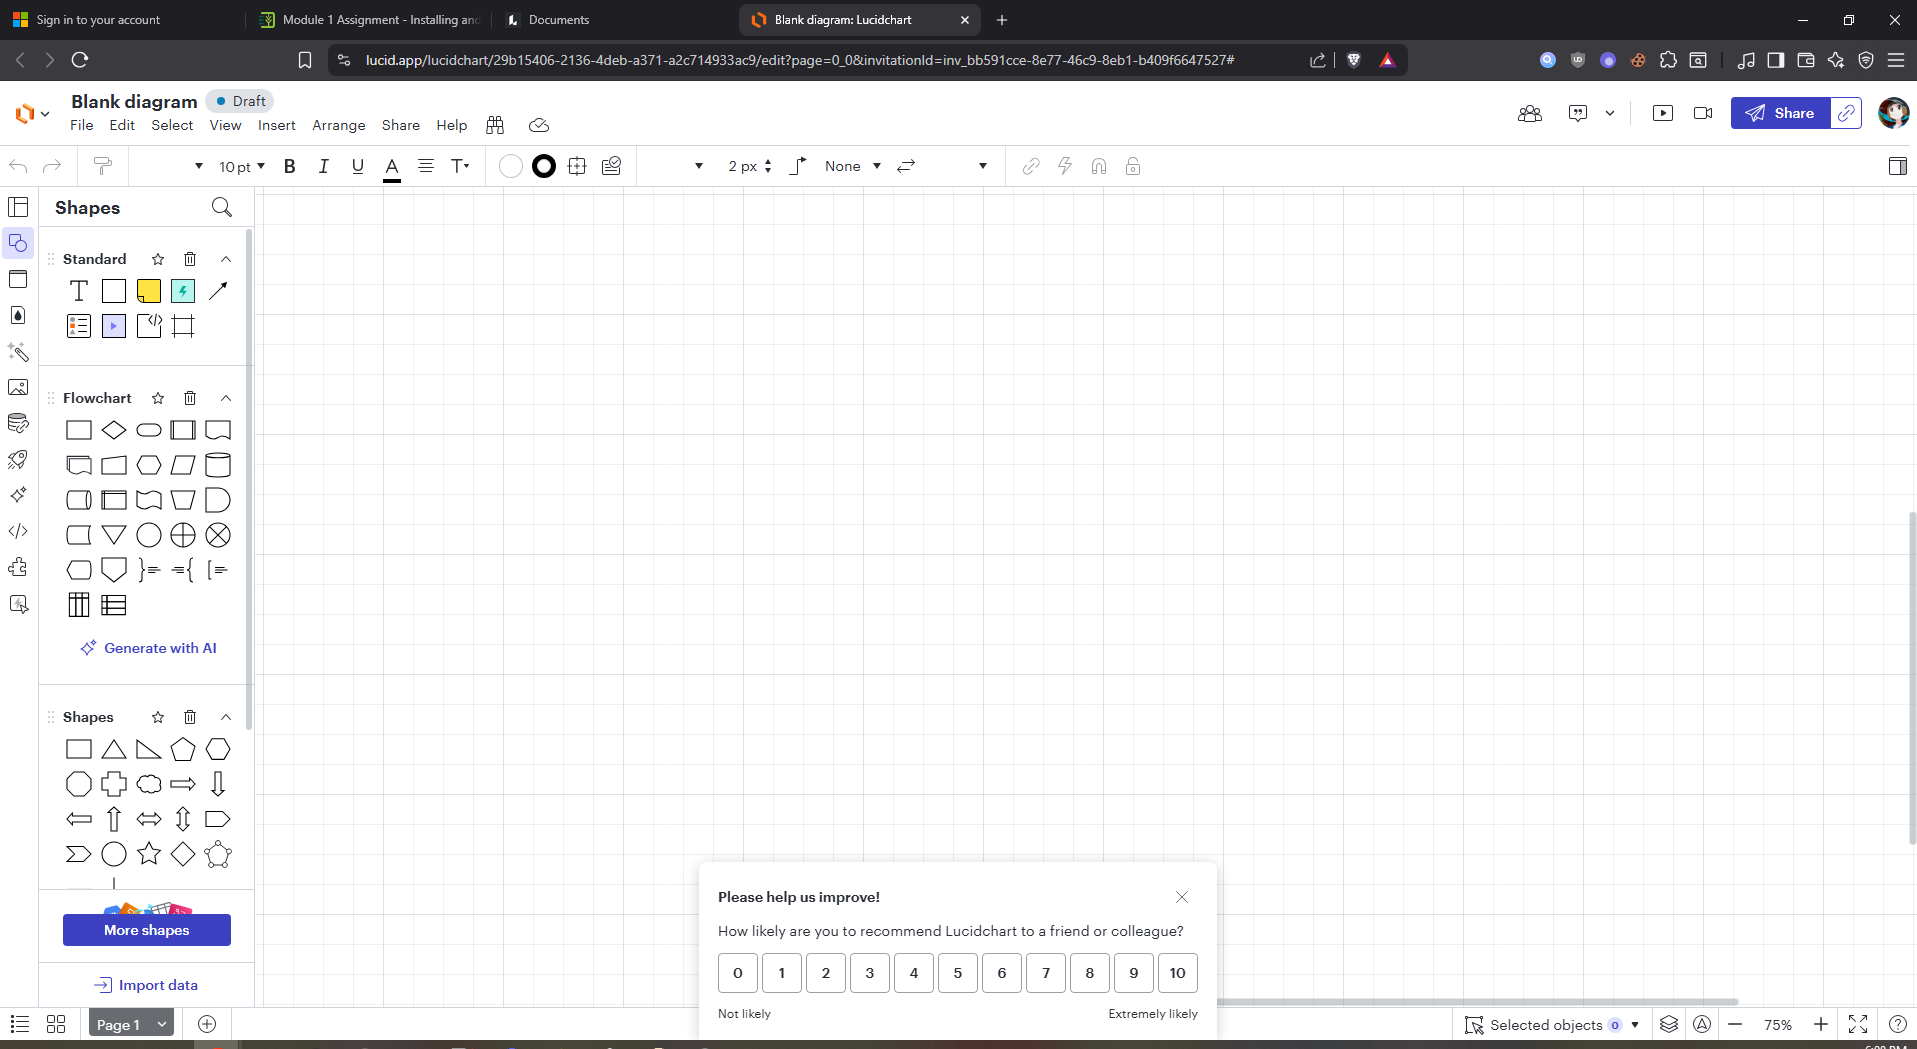 Sign in to your account
Module 1 Assignment - Installing and
Documents
Blank diagram: Lucidchart
lucid.app/lucidchart/29b15406-2136-4deb-a371-a2c714933ac9/edit?page=0_0&invitationId=inv_bb591cce-8e77-46c9-8eb1-b409f6647527#
Blank diagram
Draft
File Edit Select View Insert Arrange Share Help
Share
10 pt
B I U A T
2 px
None
Shapes
Standard
T
Flowchart
Generate with AI
Shapes
More shapes
Import data
Please help us improve!
How likely are you to recommend Lucidchart to a friend or colleague?
0 1 2 3 4 5 6 7 8 9 10
Not likely
Extremely likely
Page 1
Selected objects 0
75%